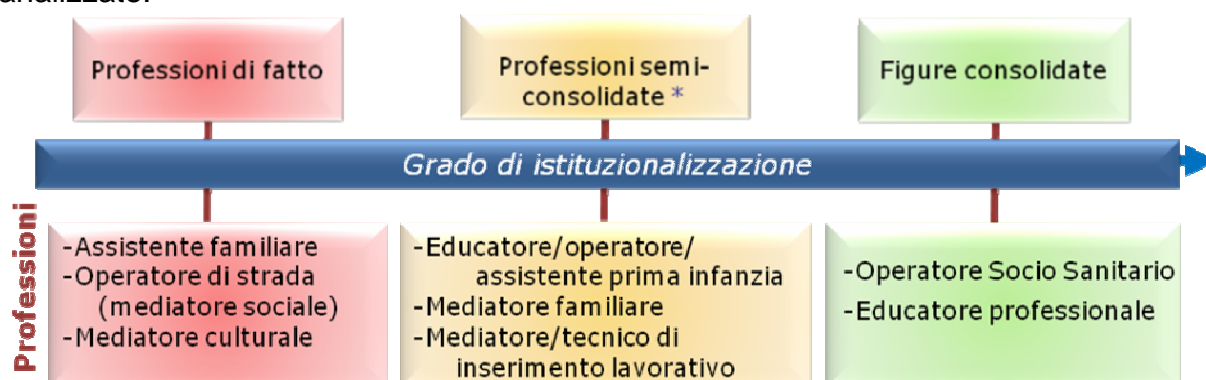 analizzato.
Professioni di fatto
Professioni semi-
consolidate *
Figure consolidate
Grado di istituzionalizzazione
Professioni
-Assistente familiare
-Operatore di strada
(mediatore sociale)
-Mediatore culturale
-Educatore/operatore/
assistente prima infanzia
-Mediatore familiare
-Mediatore/tecnico di
inserimento lavorativo
-Operatore Socio Sanitario
-Educatore professionale